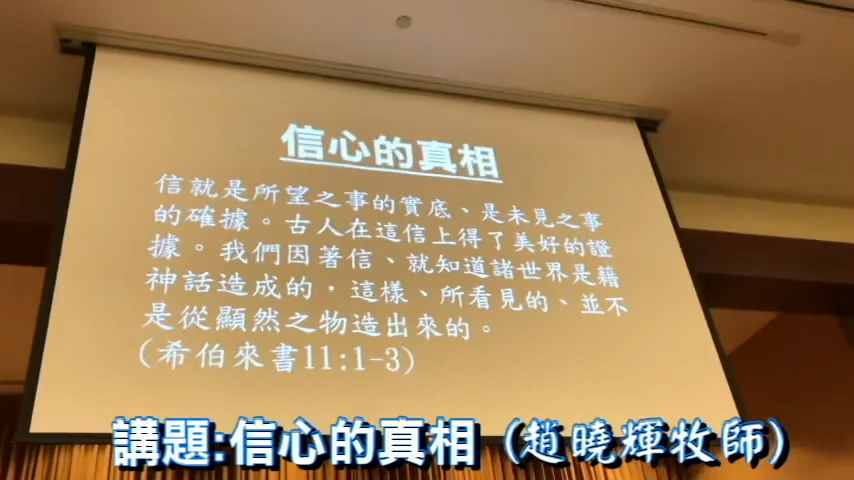 信心的真相
信就是所望之事的實底、是未見之事
的確據。古人在這信上得了美好的證
據。我們因著信、就知道諸世界是藉
神話造成的．這樣、所看見的、並不
是從顯然之物造出來的。
(希伯來書11:1-3)
講題:信心的真相 (趙曉輝牧師)